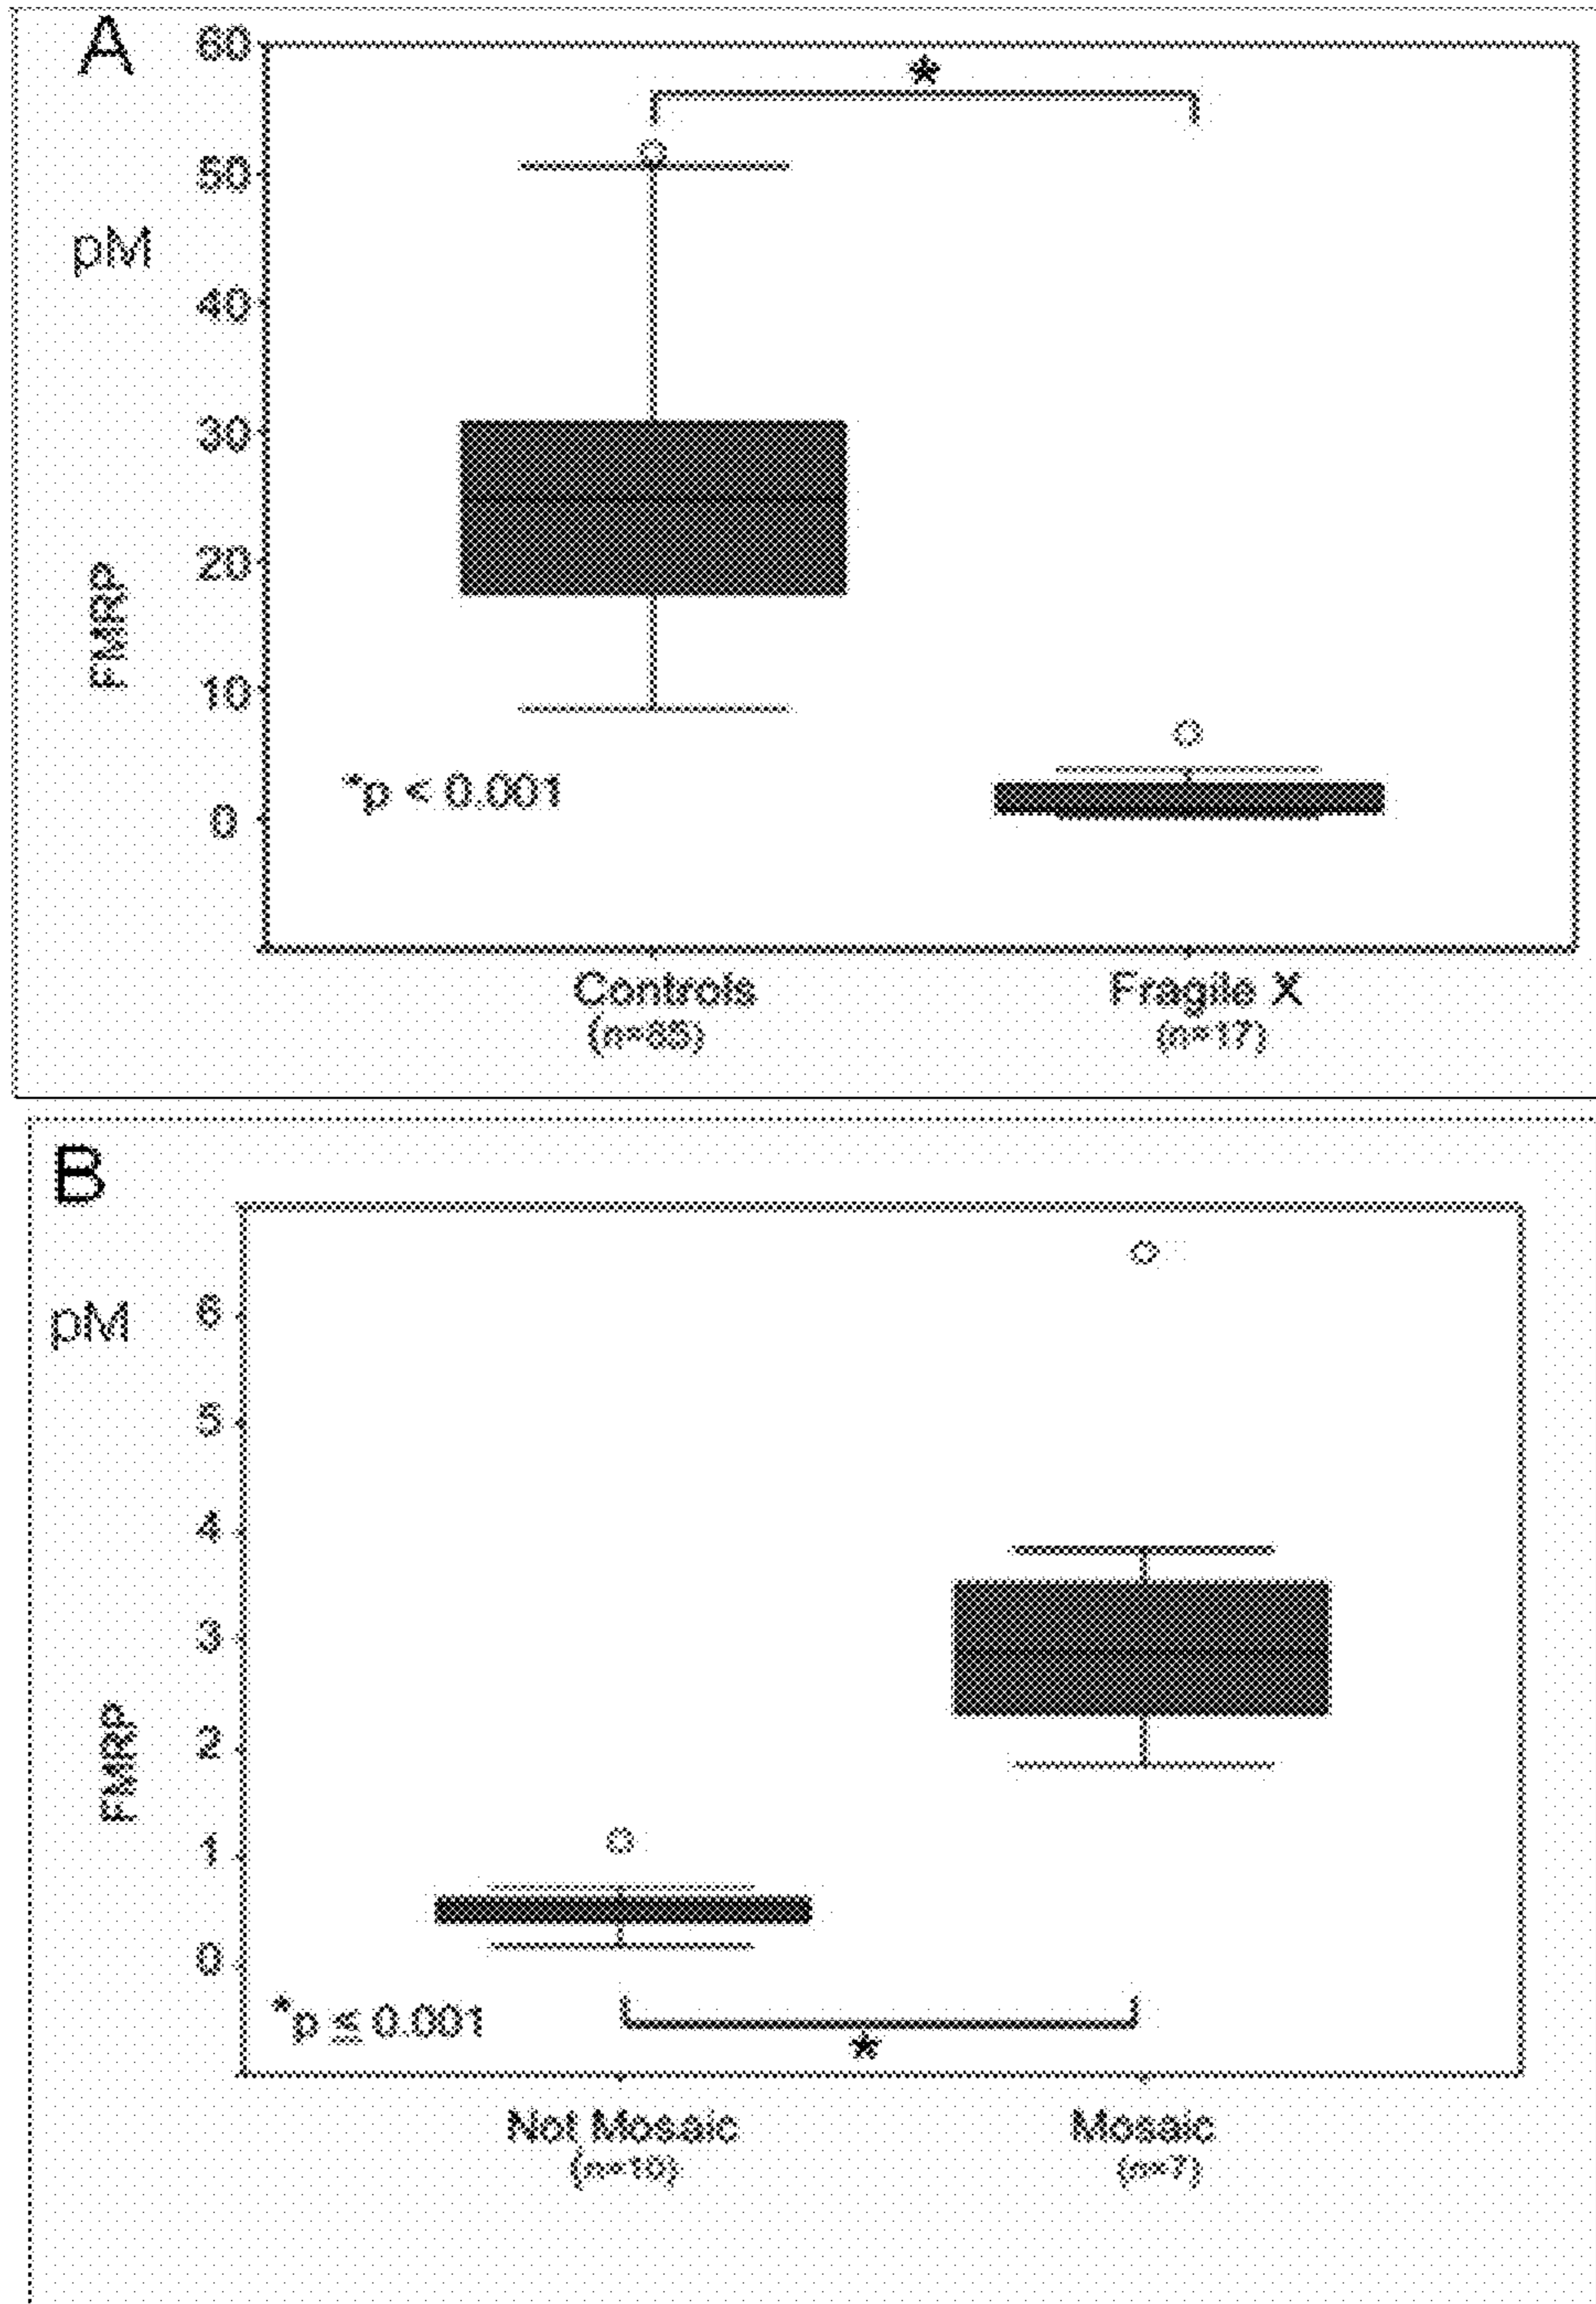 A
60
*
50
pM
40
30
20
FMRP
10
*p < 0.001
0
Controls
Fragile X
(n=17)
B
pM
6
5
4
3
2
FMRP
1
0
*p ≤ 0.001
*
Not Mosaic
Mosaic
(n=10)
(n=7)